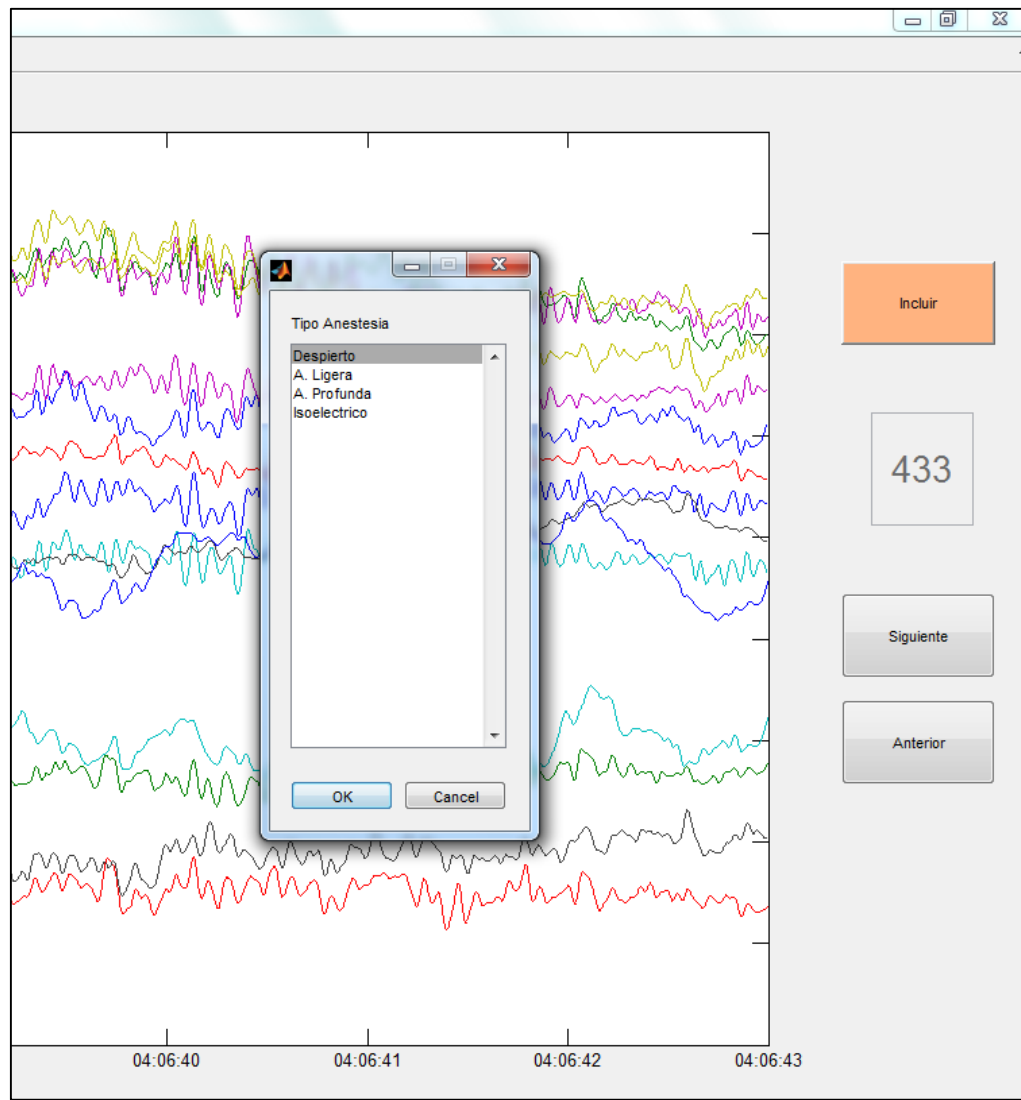 Tipo Anestesia
Despierto
A. Ligera
A. Profunda
Isoelectrico
OK
Cancel
Incluir
433
Siguiente
Anterior
04:06:40
04:06:41
04:06:42
04:06:43